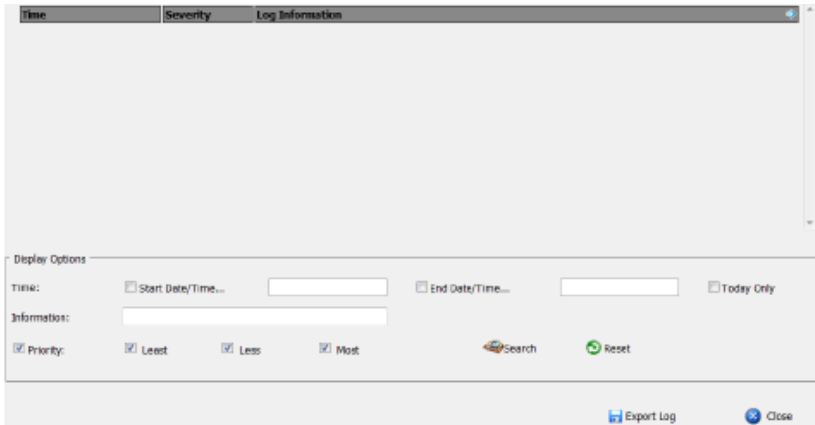 Time Severity Log Information
Display Options
Time: Start Date/Time... End Date/Time... Today Only
Information:
Priority: Least Less Most Search Reset
Export Log Close